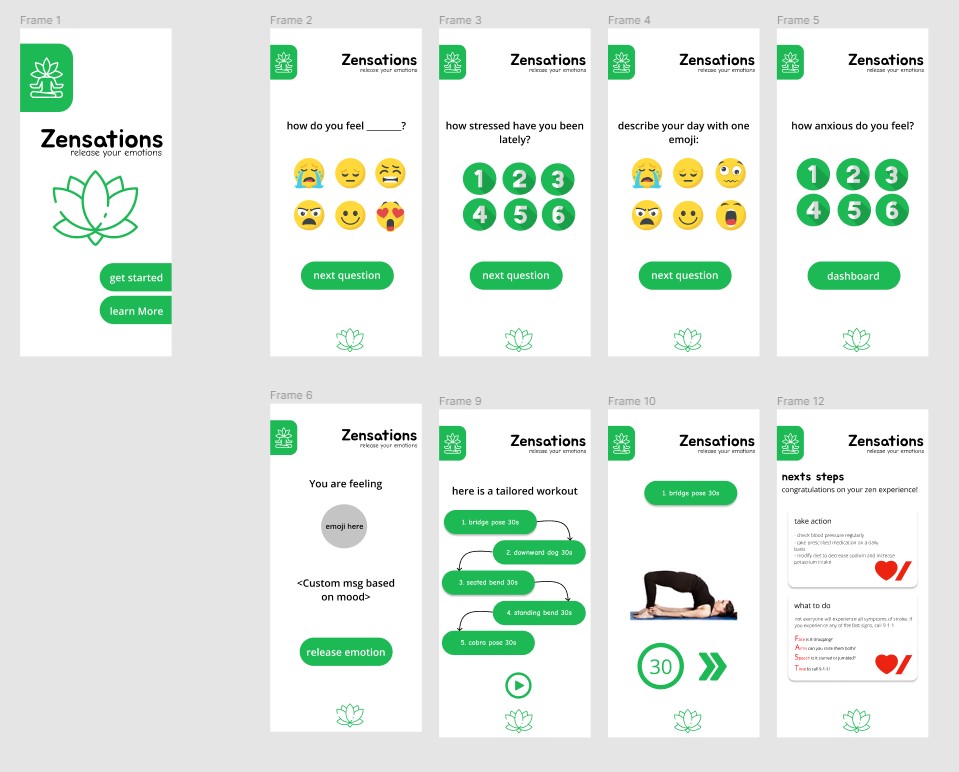 Frame 1
Zensations
release your emotions
get started
learn More
Frame 2
Zensations
release your emotions
how do you feel _______?
next question
Frame 3
Zensations
release your emotions
how stressed have you been
lately?
1 2 3
4 5 6
next question
Frame 4
Zensations
release your emotions
describe your day with one
emoji:
next question
Frame 5
Zensations
release your emotions
how anxious do you feel?
1 2 3
4 5 6
dashboard
Frame 6
Zensations
release your emotions
You are feeling
emoji here
<Custom msg based
on mood>
release emotion
Frame 9
Zensations
release your emotions
here is a tailored workout
1. bridge pose 30s
2. downward dog 30s
3. seated bend 30s
4. standing bend 30s
5. cobra pose 30s
Frame 10
Zensations
release your emotions
1. bridge pose 30s
30
Frame 12
Zensations
release your emotions
nexts steps
congratulations on your zen experience!
take action
- check blood pressure regularly
- take prescribed medication on a daily
basis
- modify diet to decrease sodium and increase
potassium intake
what to do
not everyone will experience all symptoms of stroke. if
you experience any of the fast signs, call 9-1-1
Face is it drooping?
Arms can you raise them both?
Speech is it slurred or jumbled?
Time to call 9-1-1!